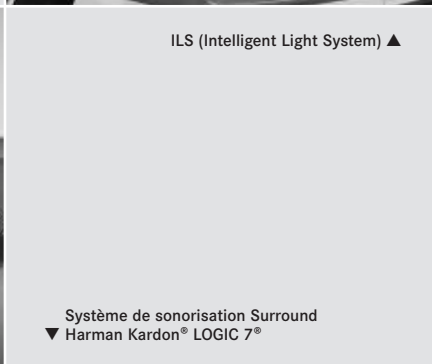 ILS (Intelligent Light System) ▲
Système de sonorisation Surround
▼ Harman Kardon® LOGIC 7®